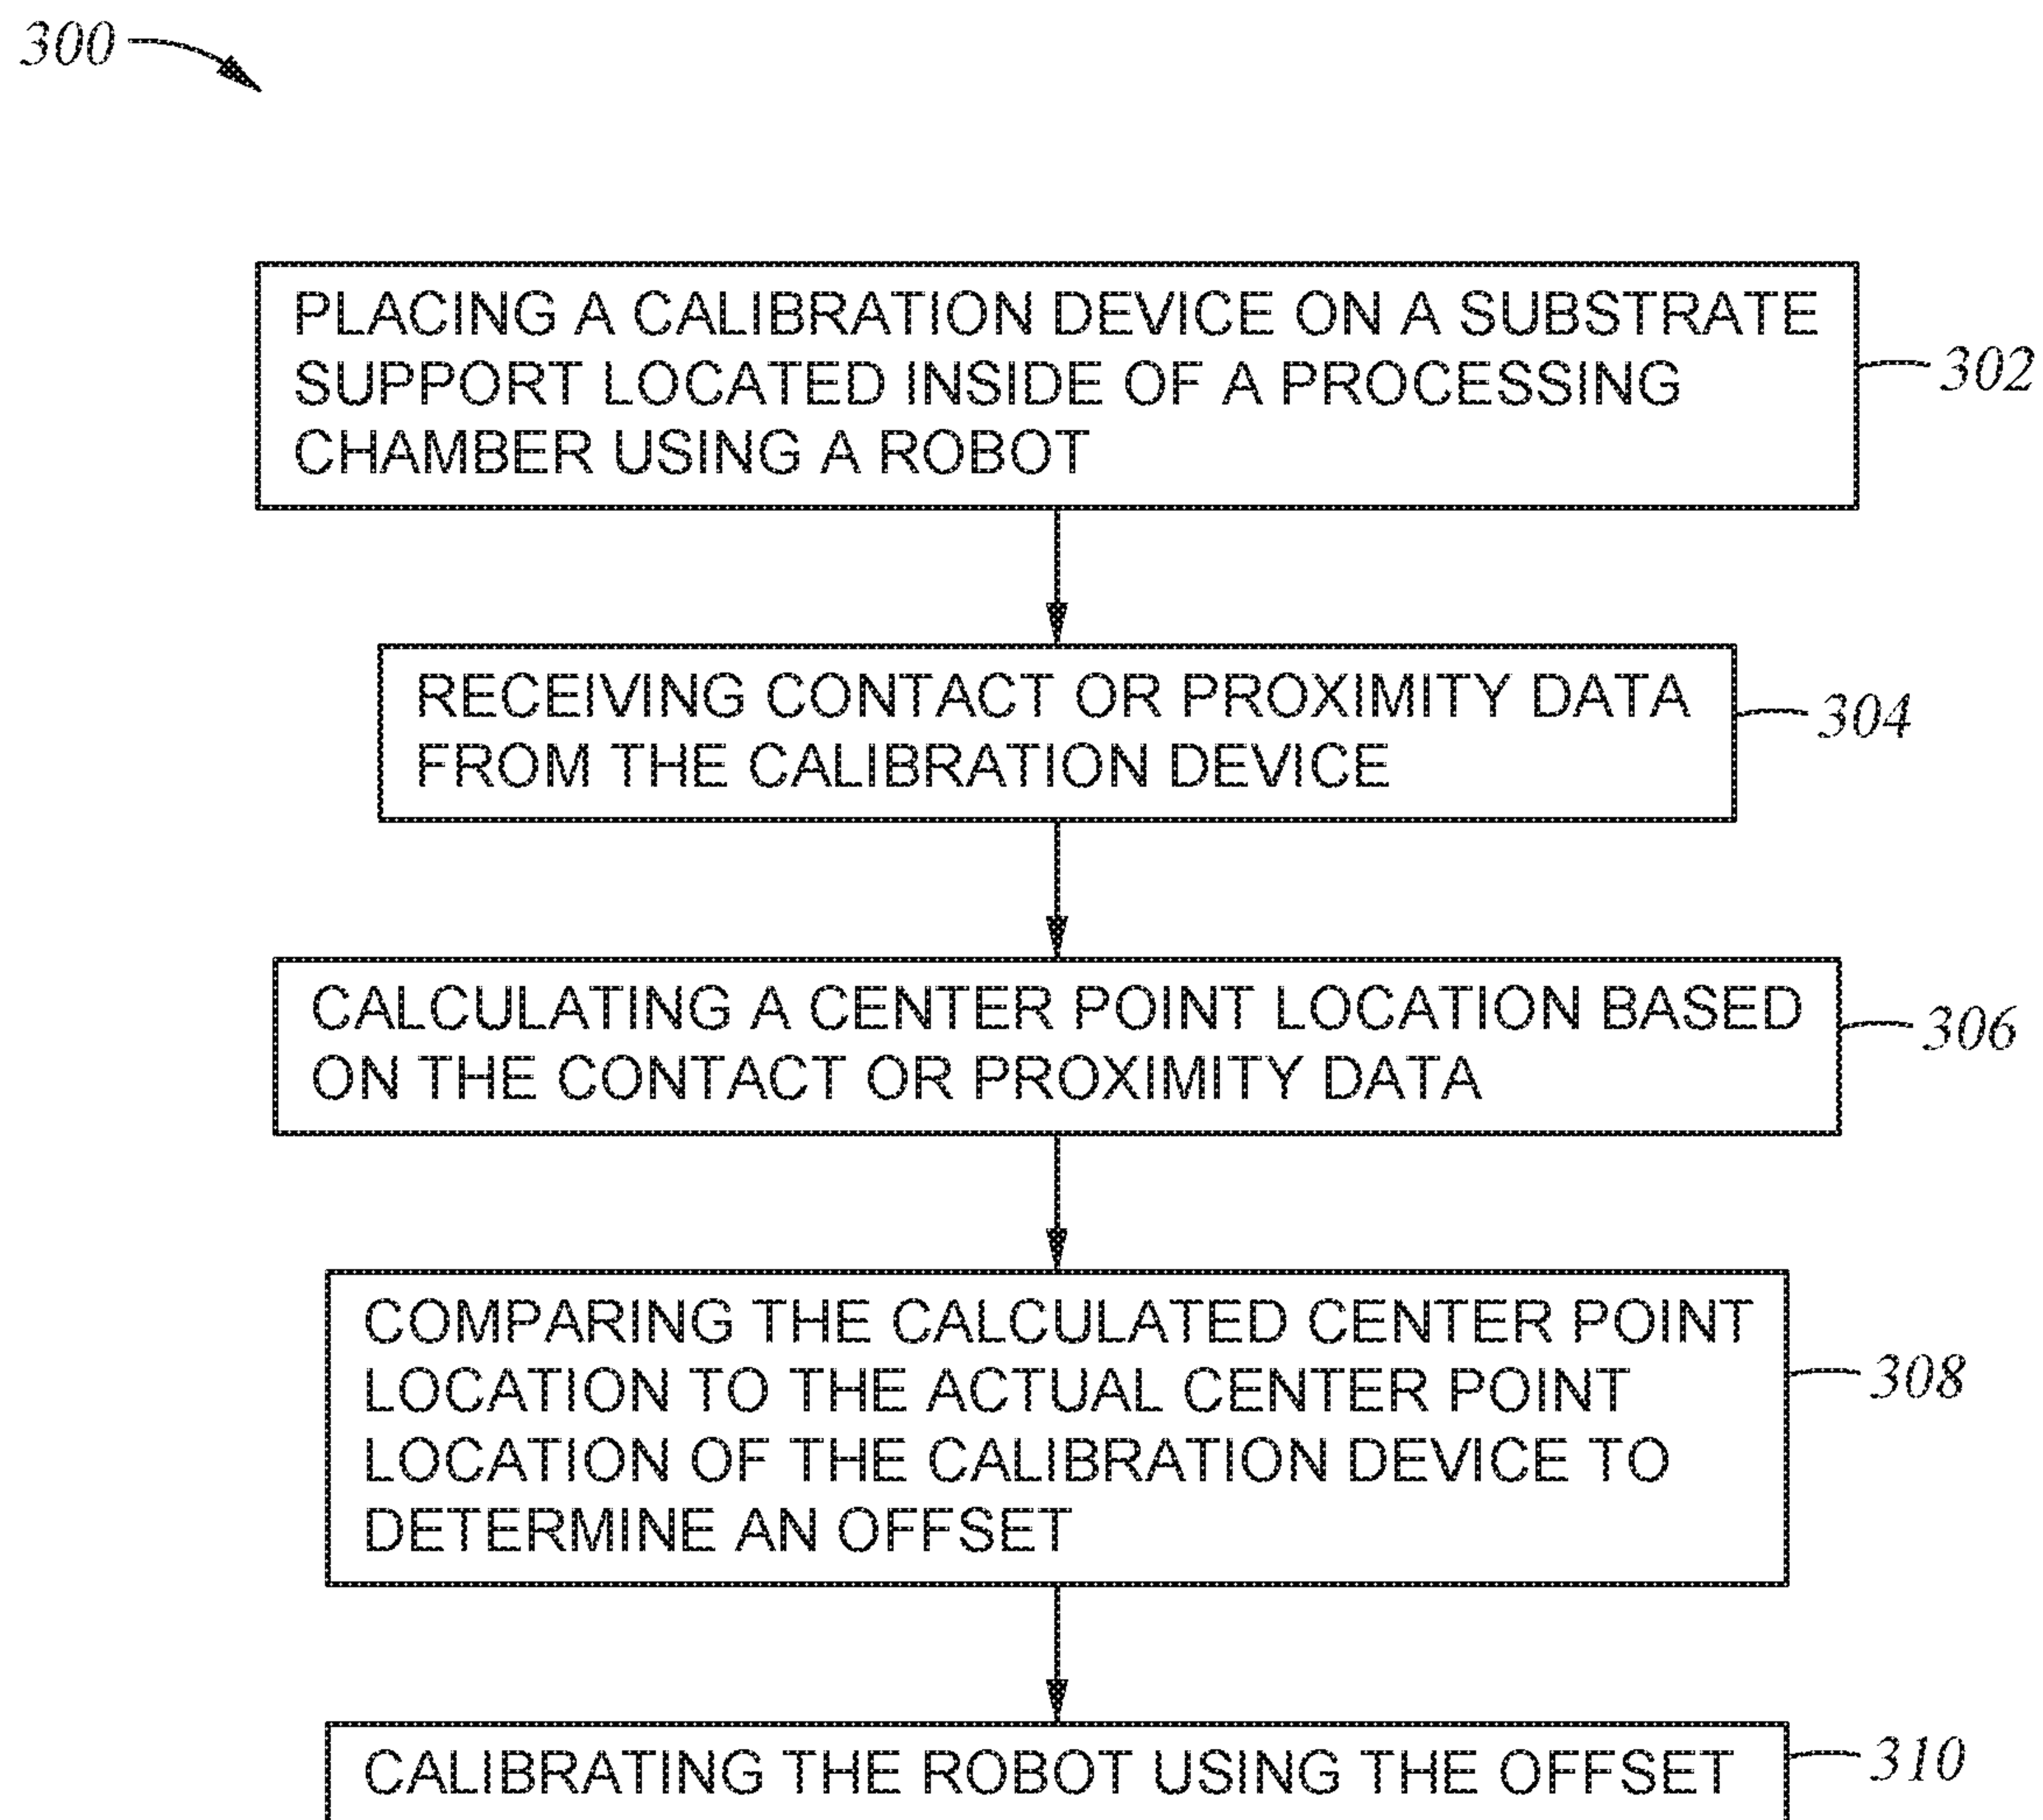 300
PLACING A CALIBRATION DEVICE ON A SUBSTRATE
SUPPORT LOCATED INSIDE OF A PROCESSING
CHAMBER USING A ROBOT
302
RECEIVING CONTACT OR PROXIMITY DATA
FROM THE CALIBRATION DEVICE
304
CALCULATING A CENTER POINT LOCATION BASED
ON THE CONTACT OR PROXIMITY DATA
306
COMPARING THE CALCULATED CENTER POINT
LOCATION TO THE ACTUAL CENTER POINT
LOCATION OF THE CALIBRATION DEVICE TO
DETERMINE AN OFFSET
308
CALIBRATING THE ROBOT USING THE OFFSET
310